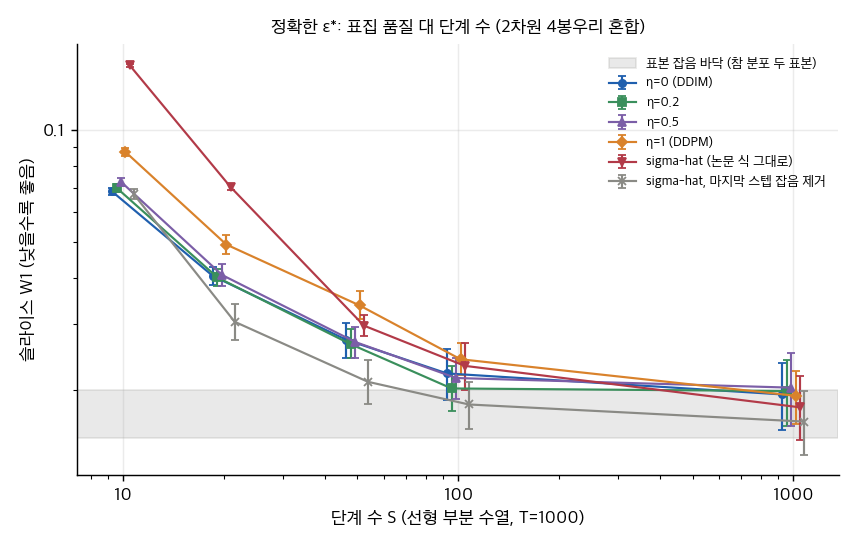 정확한 ε*: 표집 품질 대 단계 수 (2차원 4봉우리 혼합)
표본 잡음 바닥 (참 분포 두 표본)
η=0 (DDIM)
η=0.2
η=0.5
η=1 (DDPM)
sigma-hat (논문 식 그대로)
sigma-hat, 마지막 스텝 잡음 제거
슬라이스 W1 (낮을수록 좋음)
0.1
10
100
1000
단계 수 S (선형 부분 수열, T=1000)